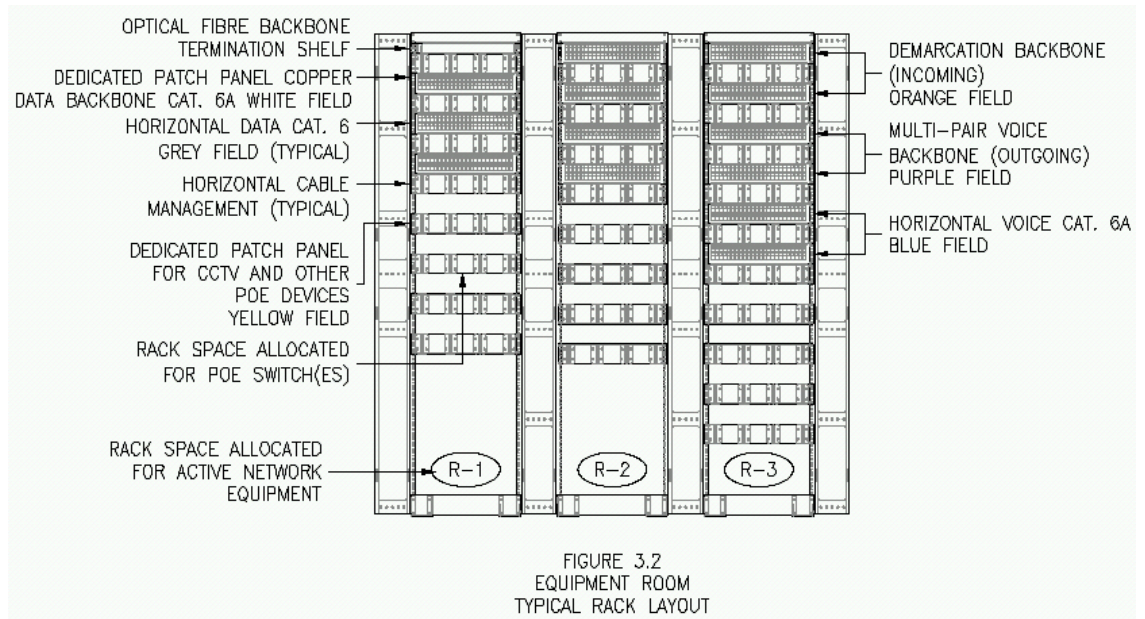 OPTICAL FIBRE BACKBONE
TERMINATION SHELF
DEDICATED PATCH PANEL COPPER
DATA BACKBONE CAT. 6A WHITE FIELD
HORIZONTAL DATA CAT. 6
GREY FIELD (TYPICAL)
HORIZONTAL CABLE
MANAGEMENT (TYPICAL)
DEDICATED PATCH PANEL
FOR CCTV AND OTHER
POE DEVICES
YELLOW FIELD
RACK SPACE ALLOCATED
FOR POE SWITCH(ES)
RACK SPACE ALLOCATED
FOR ACTIVE NETWORK
EQUIPMENT
R-1
R-2
R-3
DEMARCATION BACKBONE
(INCOMING)
ORANGE FIELD
MULTI-PAIR VOICE
BACKBONE (OUTGOING)
PURPLE FIELD
HORIZONTAL VOICE CAT. 6A
BLUE FIELD
FIGURE 3.2
EQUIPMENT ROOM
TYPICAL RACK LAYOUT